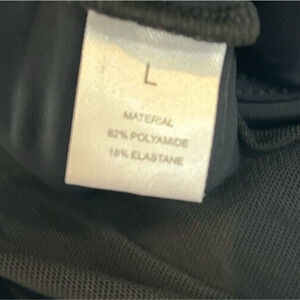 L
MATERIAL
82% POLYAMIDE
18% ELASTANE